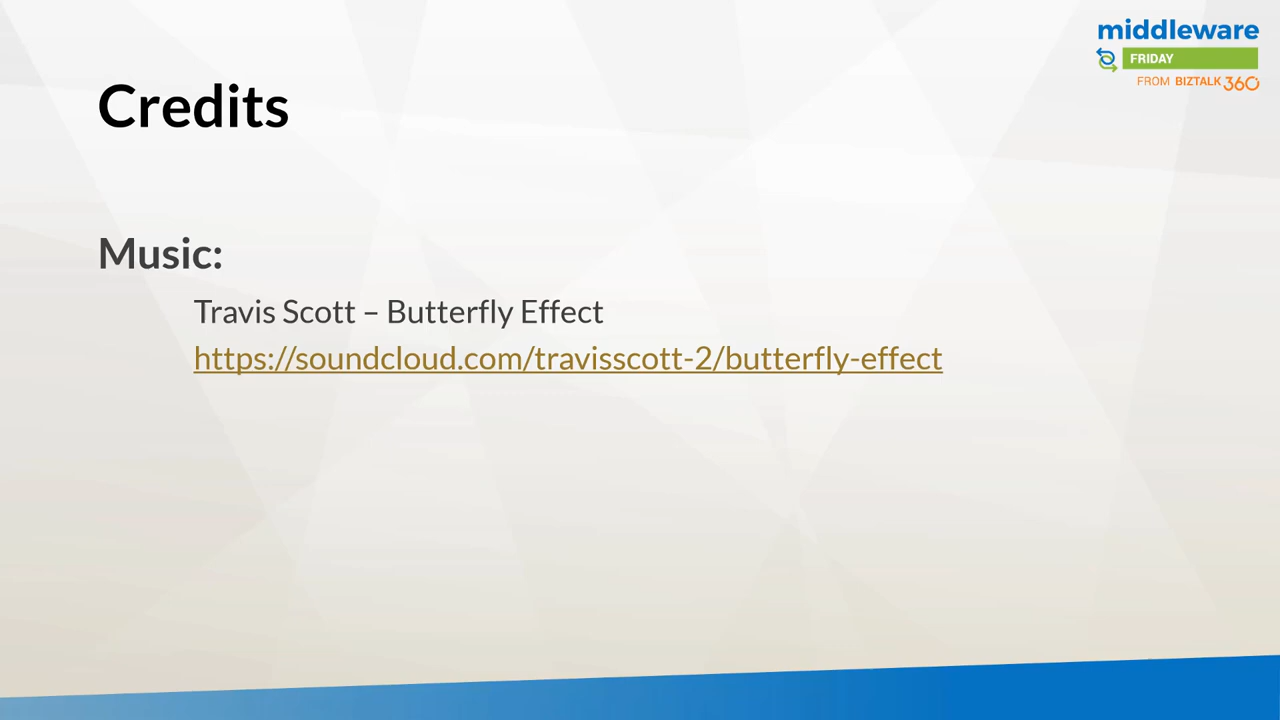 middleware
FRIDAY
FROM BIZTALK 360
Credits
Music:
Travis Scott – Butterfly Effect
https://soundcloud.com/travisscott-2/butterfly-effect